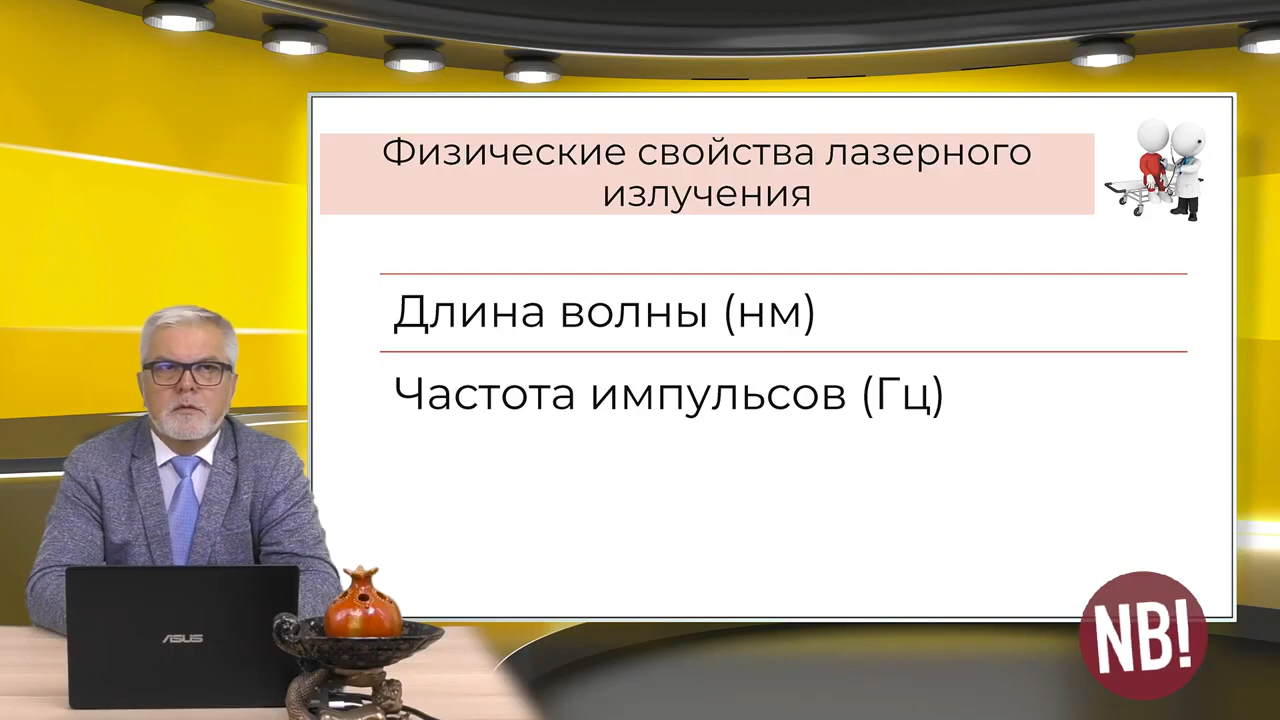 Физические свойства лазерного
излучения
Длина волны (нм)
Частота импульсов (Гц)
ASUS
NB!